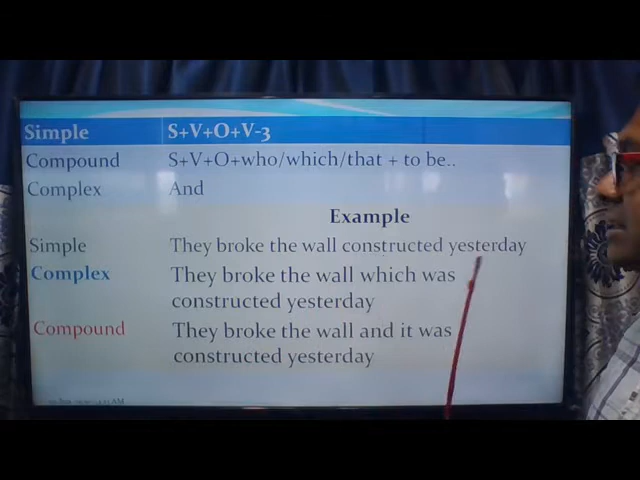 Simple S+V+O+V-3
Compound S+V+O+who/which/that + to be..
Complex And
Example
Simple They broke the wall constructed yesterday
Complex They broke the wall which was
constructed yesterday
Compound They broke the wall and it was
constructed yesterday
AM